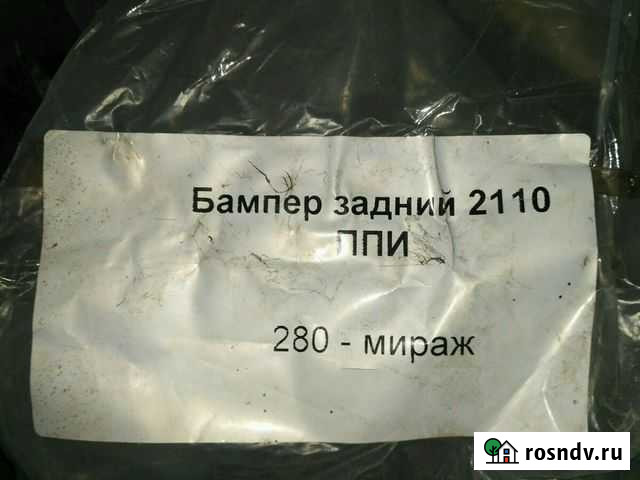 Бампер задний 2110
ППИ
280 - мираж
rosndv.ru